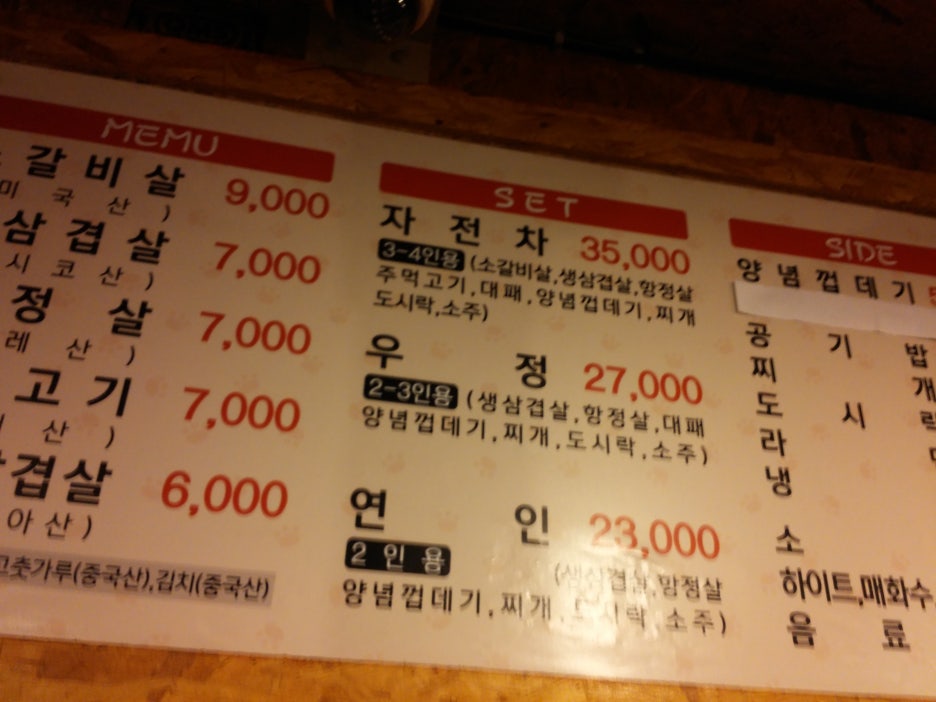 MEMU
갈비살 9,000
미국산)
삼겹살 7,000
시코산)
정살 7,000
레산)
고기 7,000
산)
겹살 6,000
아산)
고춧가루(중국산),김치(중국산)
SET
자전차 35,000
3-4인용 (소갈비살,생삼겹살,항정살
주먹고기,대패,양념껍데기,찌개
도시락,소주)
우정 27,000
2-3인용 (생삼겹살,항정살,대패
양념껍데기,찌개,도시락,소주)
연인 23,000
2인용 (생삼겹살,항정살
양념껍데기,찌개,도시락,소주)
SIDE
양념껍데기
공기밥
찌개
도시락
라
냉
소
하이트,매화수
음료